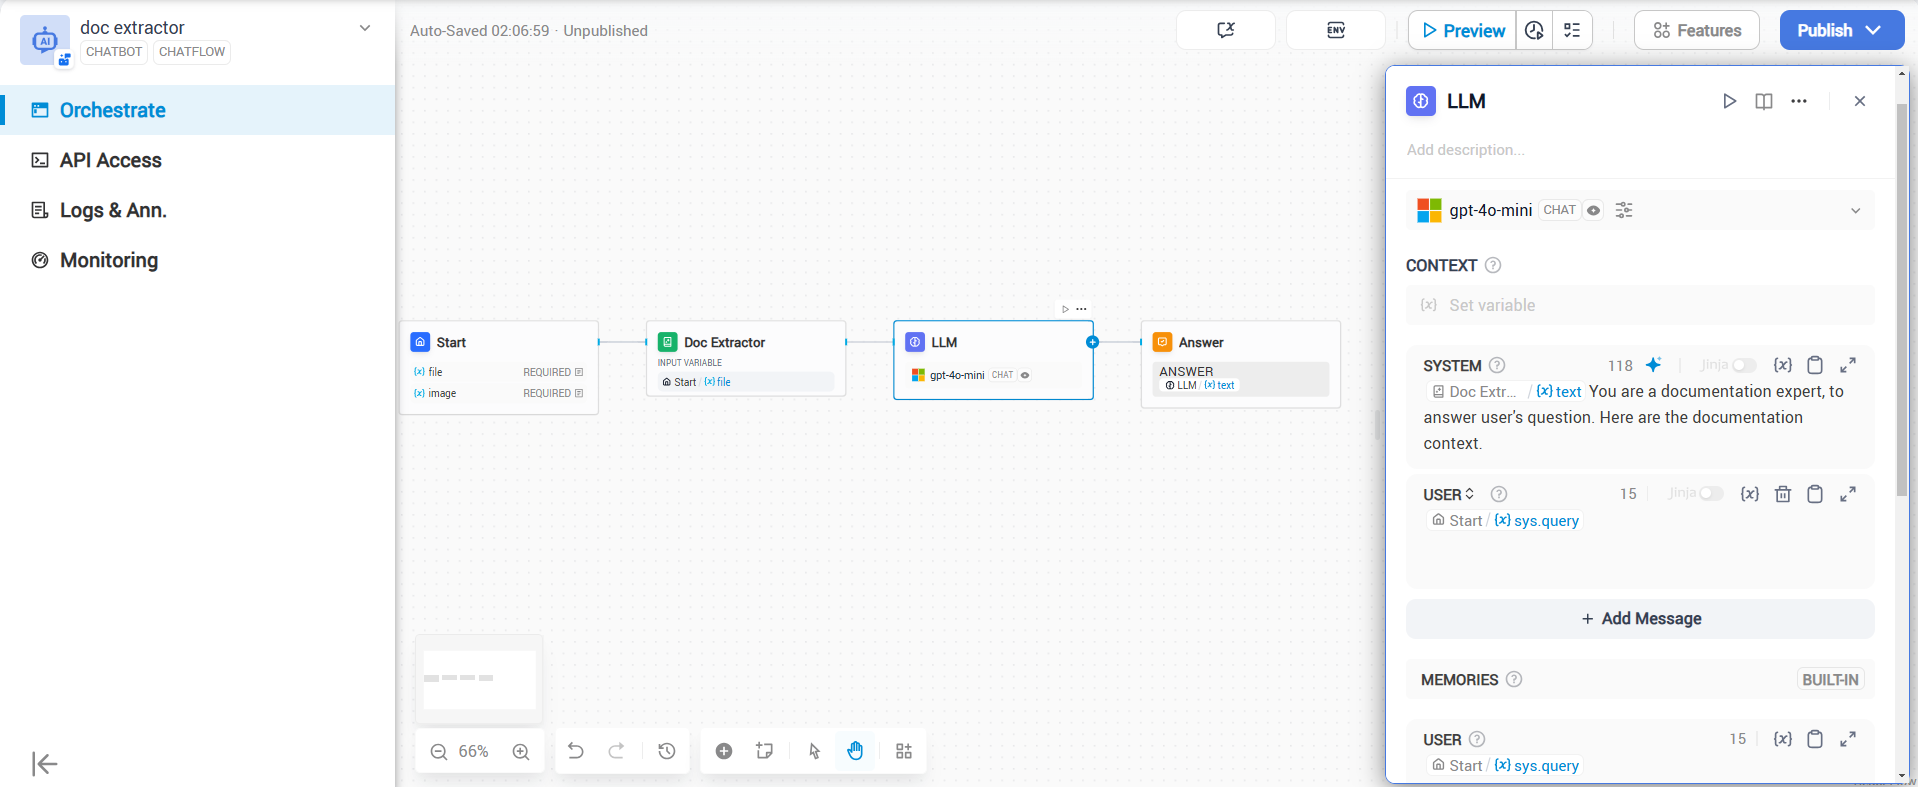 doc extractor
CHATBOT CHATFLOW
Orchestrate
API Access
Logs & Ann.
Monitoring
Auto-Saved 02:06:59 · Unpublished
ENV
Preview
Features
Publish
Start
{x} file REQUIRED
{x} image REQUIRED
Doc Extractor
INPUT VARIABLE
Start / {x} file
LLM
gpt-4o-mini CHAT
Answer
ANSWER
LLM / {x} text
66%
LLM
Add description...
gpt-4o-mini CHAT
CONTEXT ?
{x} Set variable
SYSTEM ? 118 Jinja {x}
Doc Extr... / {x} text You are a documentation expert, to
answer user's question. Here are the documentation
context.
USER ? 15 Jinja {x}
Start / {x} sys.query
+ Add Message
MEMORIES ? BUILT-IN
USER ? 15 {x}
Start / {x} sys.query